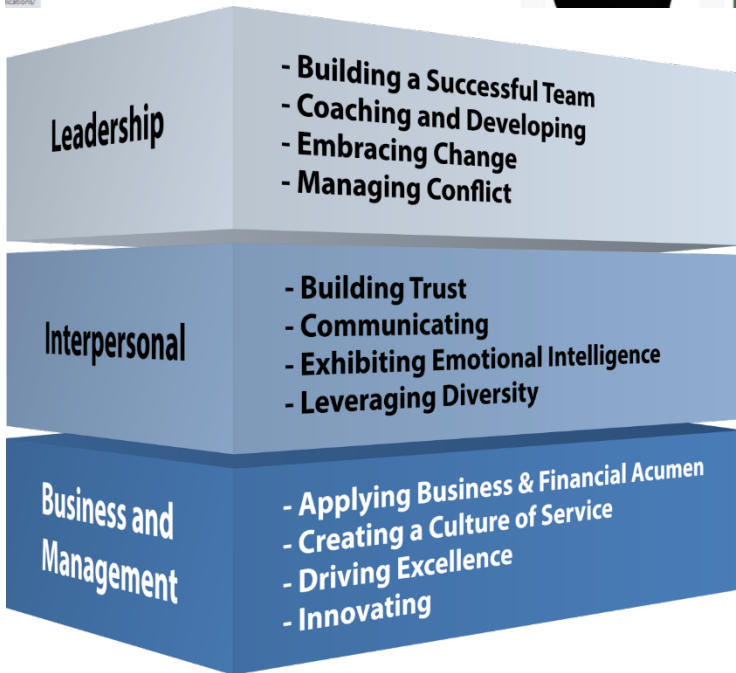 Leadership
- Building a Successful Team
- Coaching and Developing
- Embracing Change
- Managing Conflict
Interpersonal
- Building Trust
- Communicating
- Exhibiting Emotional Intelligence
- Leveraging Diversity
Business and
Management
- Applying Business & Financial Acumen
- Creating a Culture of Service
- Driving Excellence
- Innovating